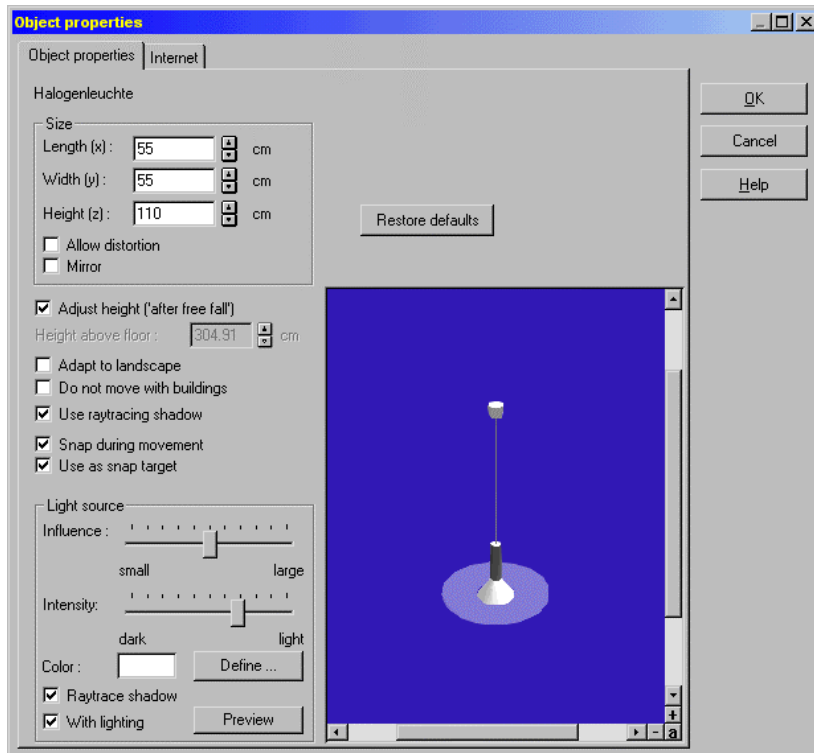 Object properties
Object properties
Internet
Halogenleuchte
Size
Length (x) : 55 cm
Width (y) : 55 cm
Height (z) : 110 cm
Allow distortion
Mirror
Restore defaults
OK
Cancel
Help
Adjust height ('after free fall')
Height above floor : 304.91 cm
Adapt to landscape
Do not move with buildings
Use raytracing shadow
Snap during movement
Use as snap target
Light source
Influence :
small large
Intensity:
dark light
Color : Define ...
Raytrace shadow
With lighting Preview
+
- a